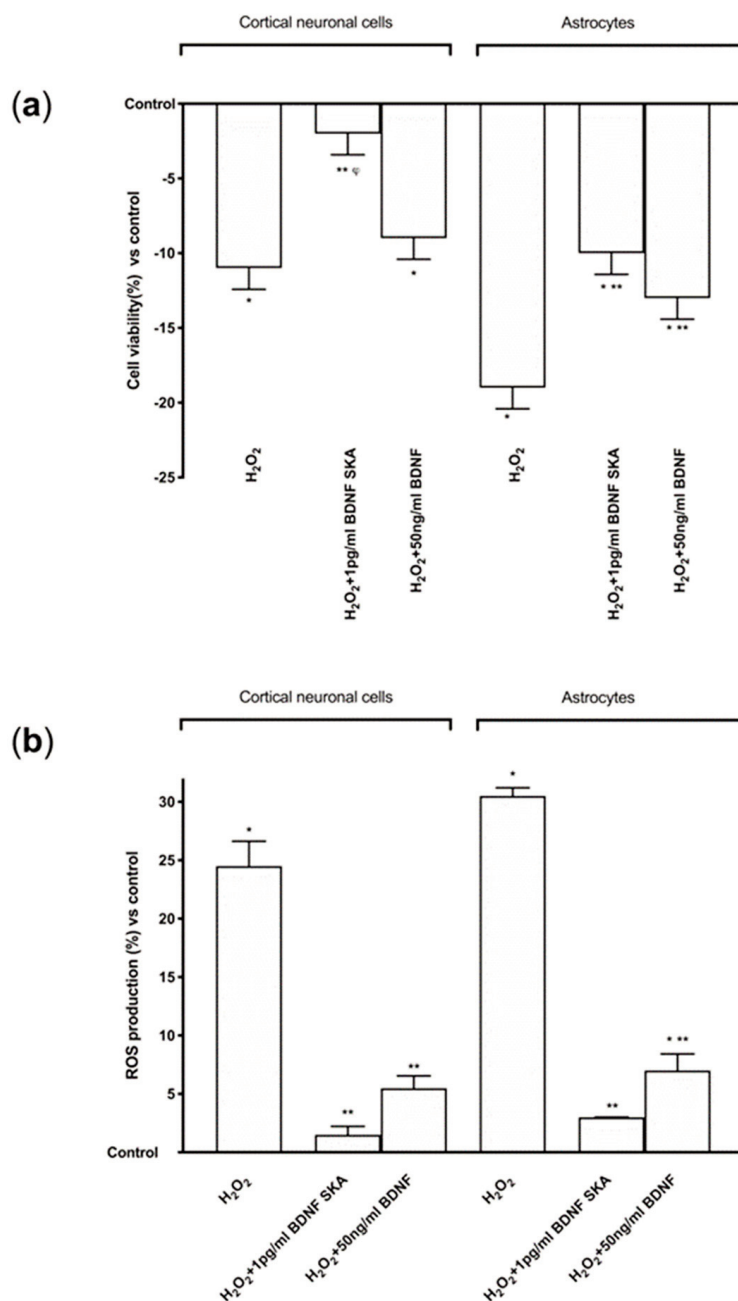 Cortical neuronal cells
Astrocytes
(a)
Cell viability(%) vs control
Control
-5
-10
-15
-20
-25
*
** φ
*
*
* **
* **
H₂O₂
H₂O₂+1pg/ml BDNF SKA
H₂O₂+50ng/ml BDNF
H₂O₂
H₂O₂+1pg/ml BDNF SKA
H₂O₂+50ng/ml BDNF
Cortical neuronal cells
Astrocytes
(b)
ROS production (%) vs control
30
25
20
15
10
5
Control
*
**
**
*
**
* **
H₂O₂
H₂O₂+1pg/ml BDNF SKA
H₂O₂+50ng/ml BDNF
H₂O₂
H₂O₂+1pg/ml BDNF SKA
H₂O₂+50ng/ml BDNF